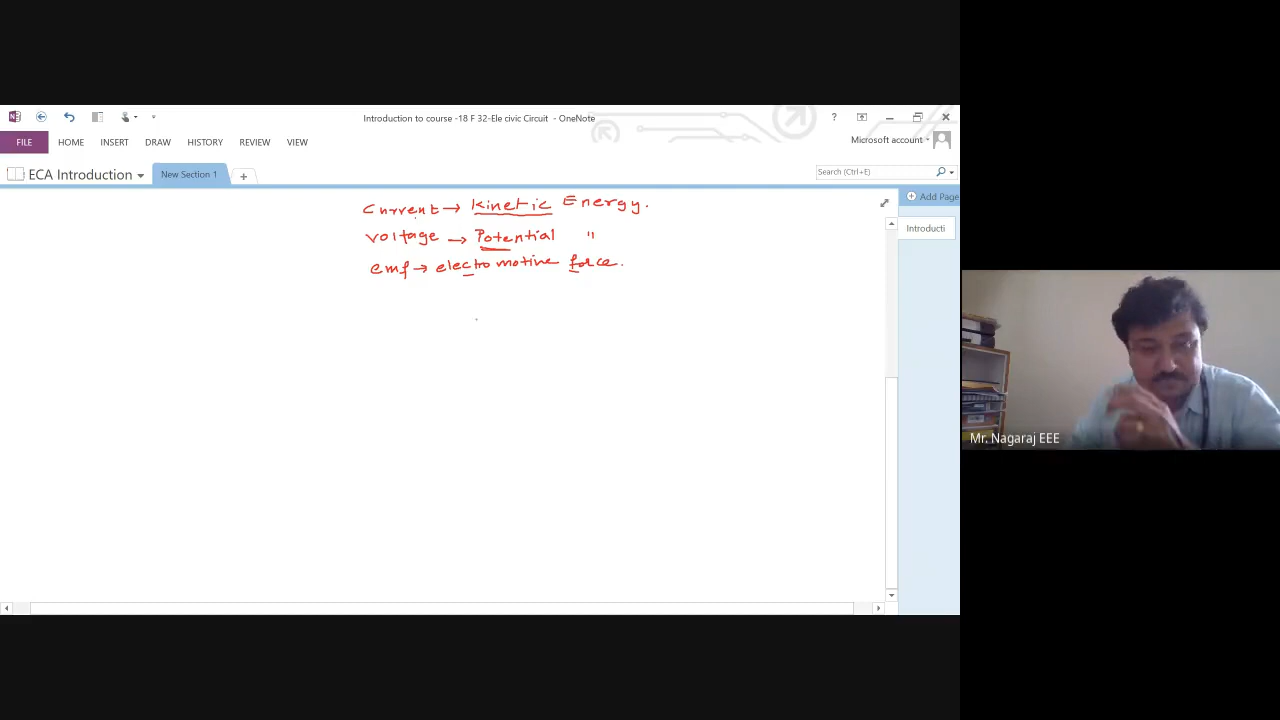 Introduction to course -18 F 32-Ele civic Circuit - OneNote
?
FILE HOME INSERT DRAW HISTORY REVIEW VIEW
Microsoft account
ECA Introduction
New Section 1
+
Search (Ctrl+E)
Add Page
Introducti
Current → Kinetic Energy.
Voltage → Potential "
emf → electromotive force.
Mr. Nagaraj EEE